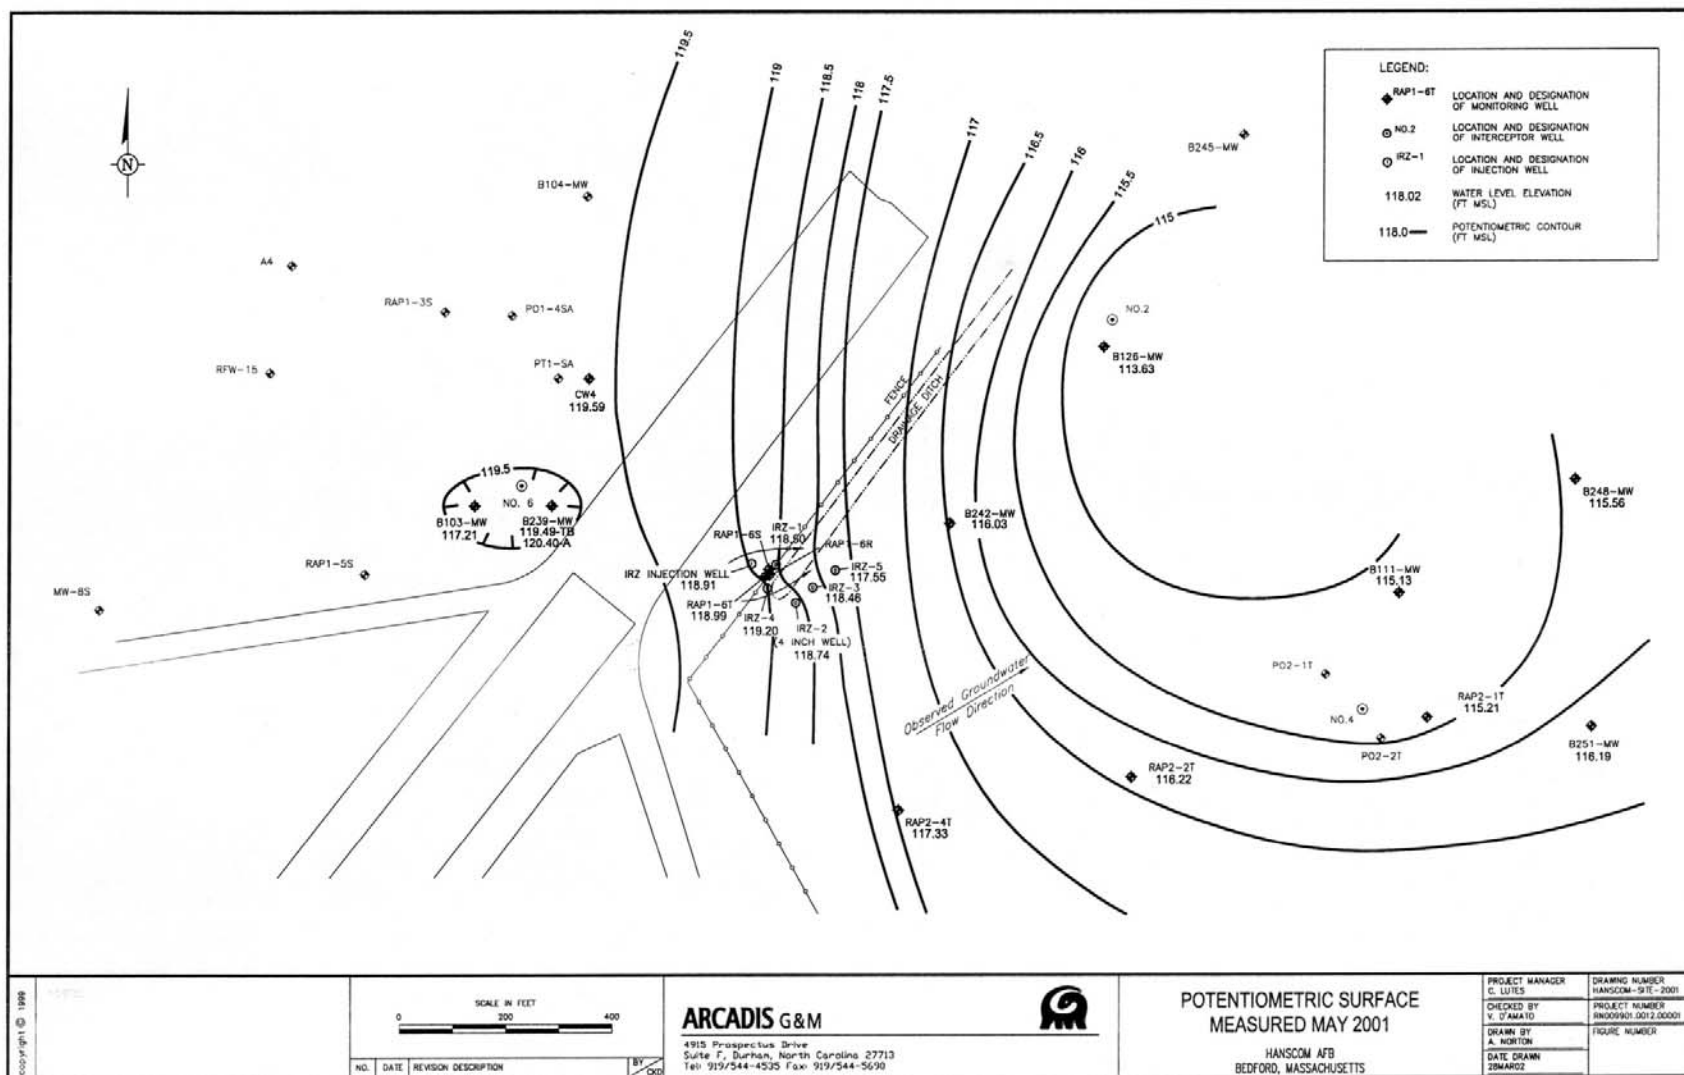 119.5
119
118.5
118
117.5
117
116.5
116
115.5
115
LEGEND:
RAP1-6T LOCATION AND DESIGNATION
OF MONITORING WELL
NO.2 LOCATION AND DESIGNATION
OF INTERCEPTOR WELL
IRZ-1 LOCATION AND DESIGNATION
OF INJECTION WELL
118.02 WATER LEVEL ELEVATION
(FT MSL)
118.0 POTENTIOMETRIC CONTOUR
(FT MSL)
N
B245-MW
B104-MW
A4
RAP1-3S
PO1-4SA
RFW-15
PT1-SA
CW4
119.59
NO.2
B126-MW
113.63
FENCE
DRAINAGE DITCH
119.5
NO. 6
B103-MW
117.21
B239-MW
119.49-TB
120.40-A
B248-MW
115.56
B242-MW
116.03
IRZ-1
118.50
RAP1-6S
RAP1-6R
IRZ INJECTION WELL
118.91
IRZ-5
117.55
IRZ-3
118.46
RAP1-5S
MW-8S
RAP1-6T
118.99
IRZ-4
119.20
IRZ-2
(4 INCH WELL)
118.74
B111-MW
115.13
Observed Groundwater
Flow Direction
PO2-1T
NO.4
RAP2-1T
115.21
PO2-2T
B251-MW
116.19
RAP2-2T
116.22
RAP2-4T
117.33
copyright © 1999
SCALE IN FEET
0 200 400
NO. DATE REVISION DESCRIPTION BY CKD
ARCADIS G&M
4915 Prospectus Drive
Suite F, Durham, North Carolina 27713
Tel: 919/544-4535 Fax: 919/544-5690
POTENTIOMETRIC SURFACE
MEASURED MAY 2001
HANSCOM AFB
BEDFORD, MASSACHUSETTS
PROJECT MANAGER
C. LUTES
DRAWING NUMBER
HANSCOM-SITE-2001
CHECKED BY
V. D'AMATO
PROJECT NUMBER
RN009901.0012.00001
DRAWN BY
A. NORTON
FIGURE NUMBER
DATE DRAWN
28MAR02